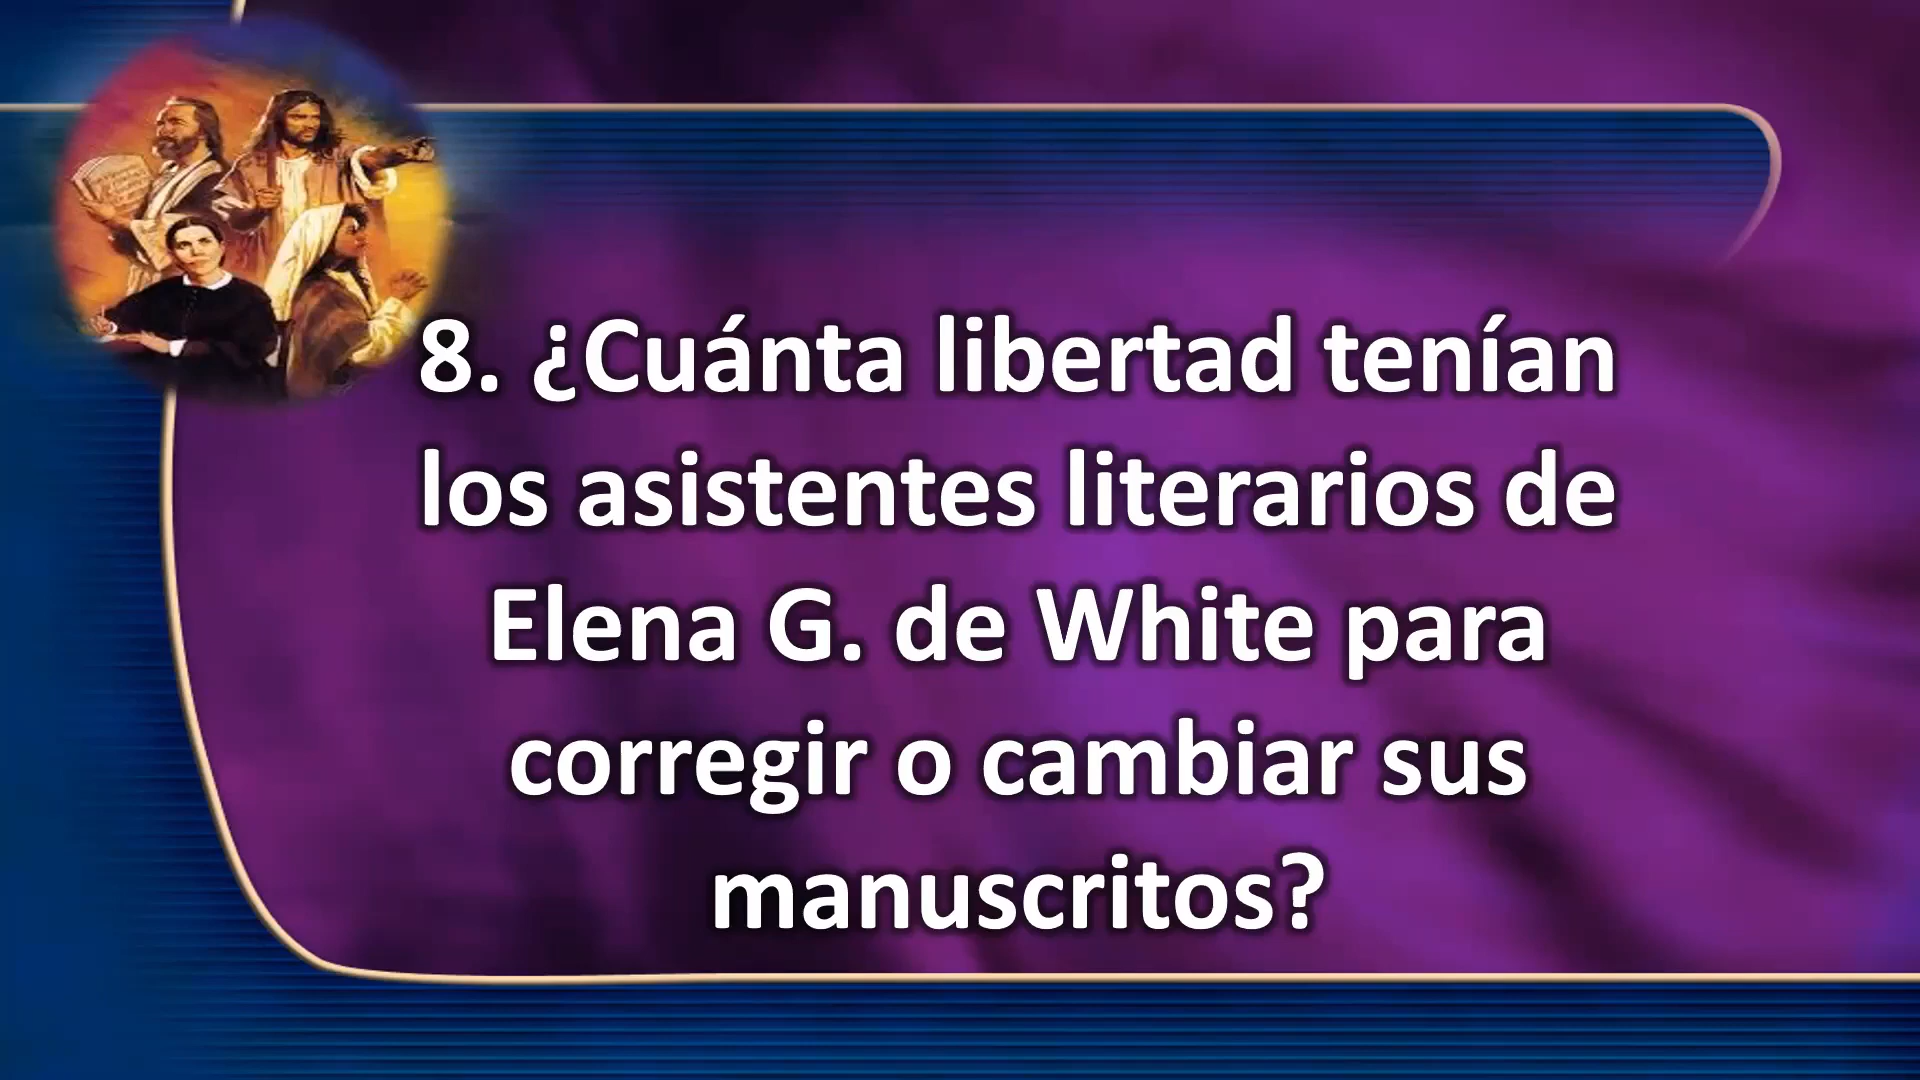 8. ¿Cuánta libertad tenían
los asistentes literarios de
Elena G. de White para
corregir o cambiar sus
manuscritos?